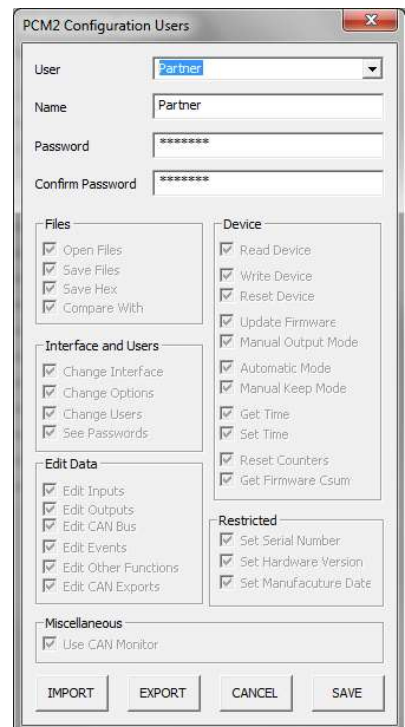 PCM2 Configuration Users
User
Partner
Name
Partner
Password
*******
Confirm Password
*******
Files
Open Files
Save Files
Save Hex
Compare With
Interface and Users
Change Interface
Change Options
Change Users
See Passwords
Edit Data
Edit Inputs
Edit Outputs
Edit CAN Bus
Edit Events
Edit Other Functions
Edit CAN Exports
Device
Read Device
Write Device
Reset Device
Update Firmware
Manual Output Mode
Automatic Mode
Manual Keep Mode
Get Time
Set Time
Reset Counters
Get Firmware Csum
Restricted
Set Serial Number
Set Hardware Version
Set Manufacuture Date
Miscellaneous
Use CAN Monitor
IMPORT
EXPORT
CANCEL
SAVE